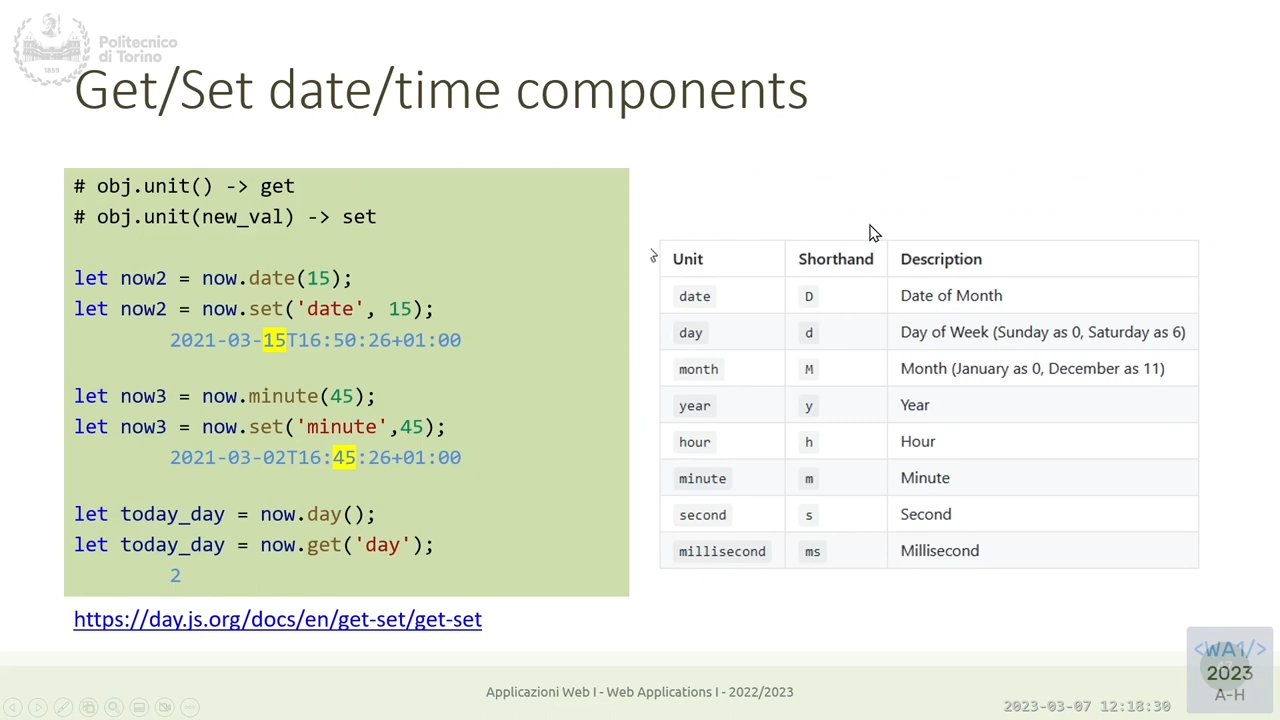 Politecnico
di Torino
1859
Get/Set date/time components
# obj.unit() -> get
# obj.unit(new_val) -> set
let now2 = now.date(15);
let now2 = now.set('date', 15);
2021-03-15T16:50:26+01:00
let now3 = now.minute(45);
let now3 = now.set('minute',45);
2021-03-02T16:45:26+01:00
let today_day = now.day();
let today_day = now.get('day');
2
https://day.js.org/docs/en/get-set/get-set
Unit Shorthand Description
date D Date of Month
day d Day of Week (Sunday as 0, Saturday as 6)
month M Month (January as 0, December as 11)
year y Year
hour h Hour
minute m Minute
second s Second
millisecond ms Millisecond
Applicazioni Web I - Web Applications I - 2022/2023
<WA1/>
2023
A-H
2023-03-07 12:18:30